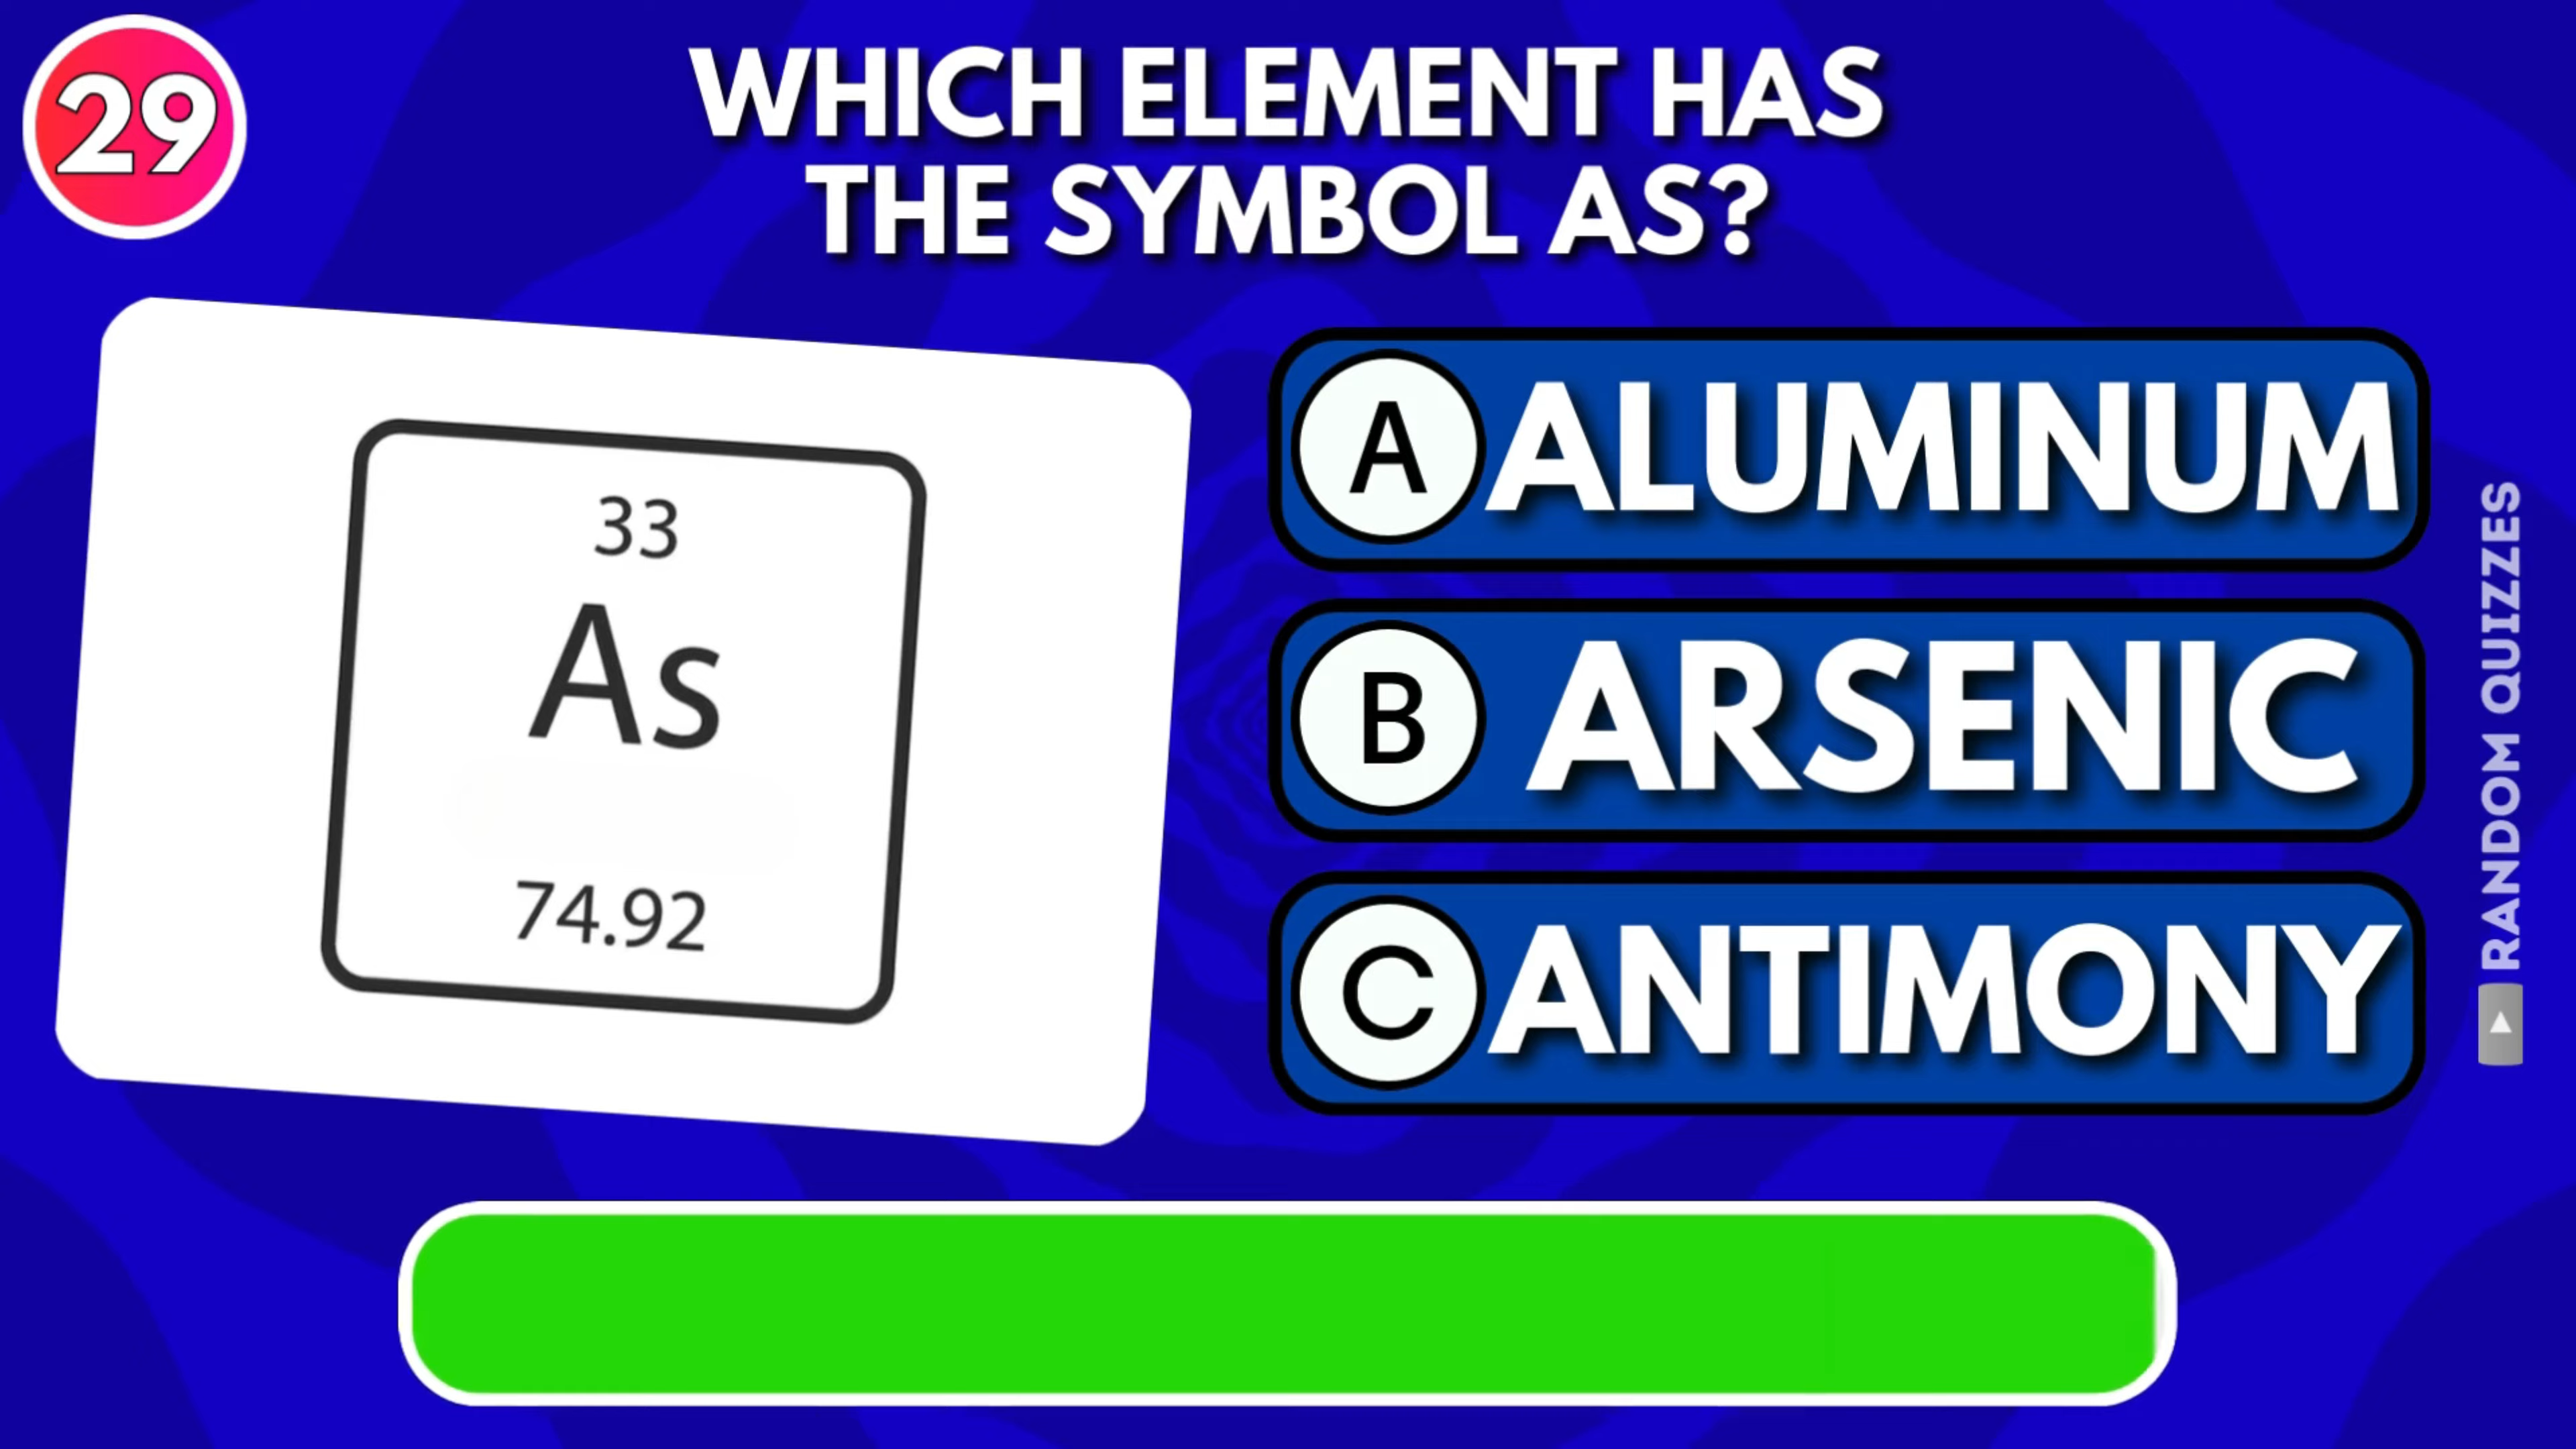 29
WHICH ELEMENT HAS
THE SYMBOL AS?
33
As
74.92
A ALUMINUM
B ARSENIC
C ANTIMONY
RANDOM QUIZZES